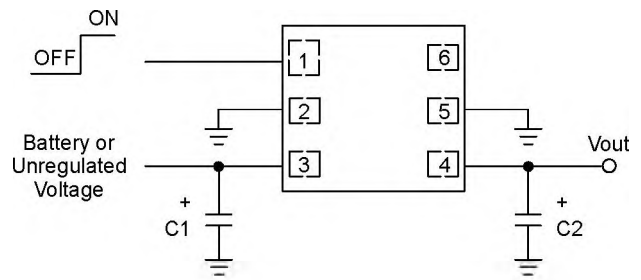 ON
OFF
1
6
2
5
Battery or
Unregulated
Voltage
3
4
Vout
+
C1
+
C2